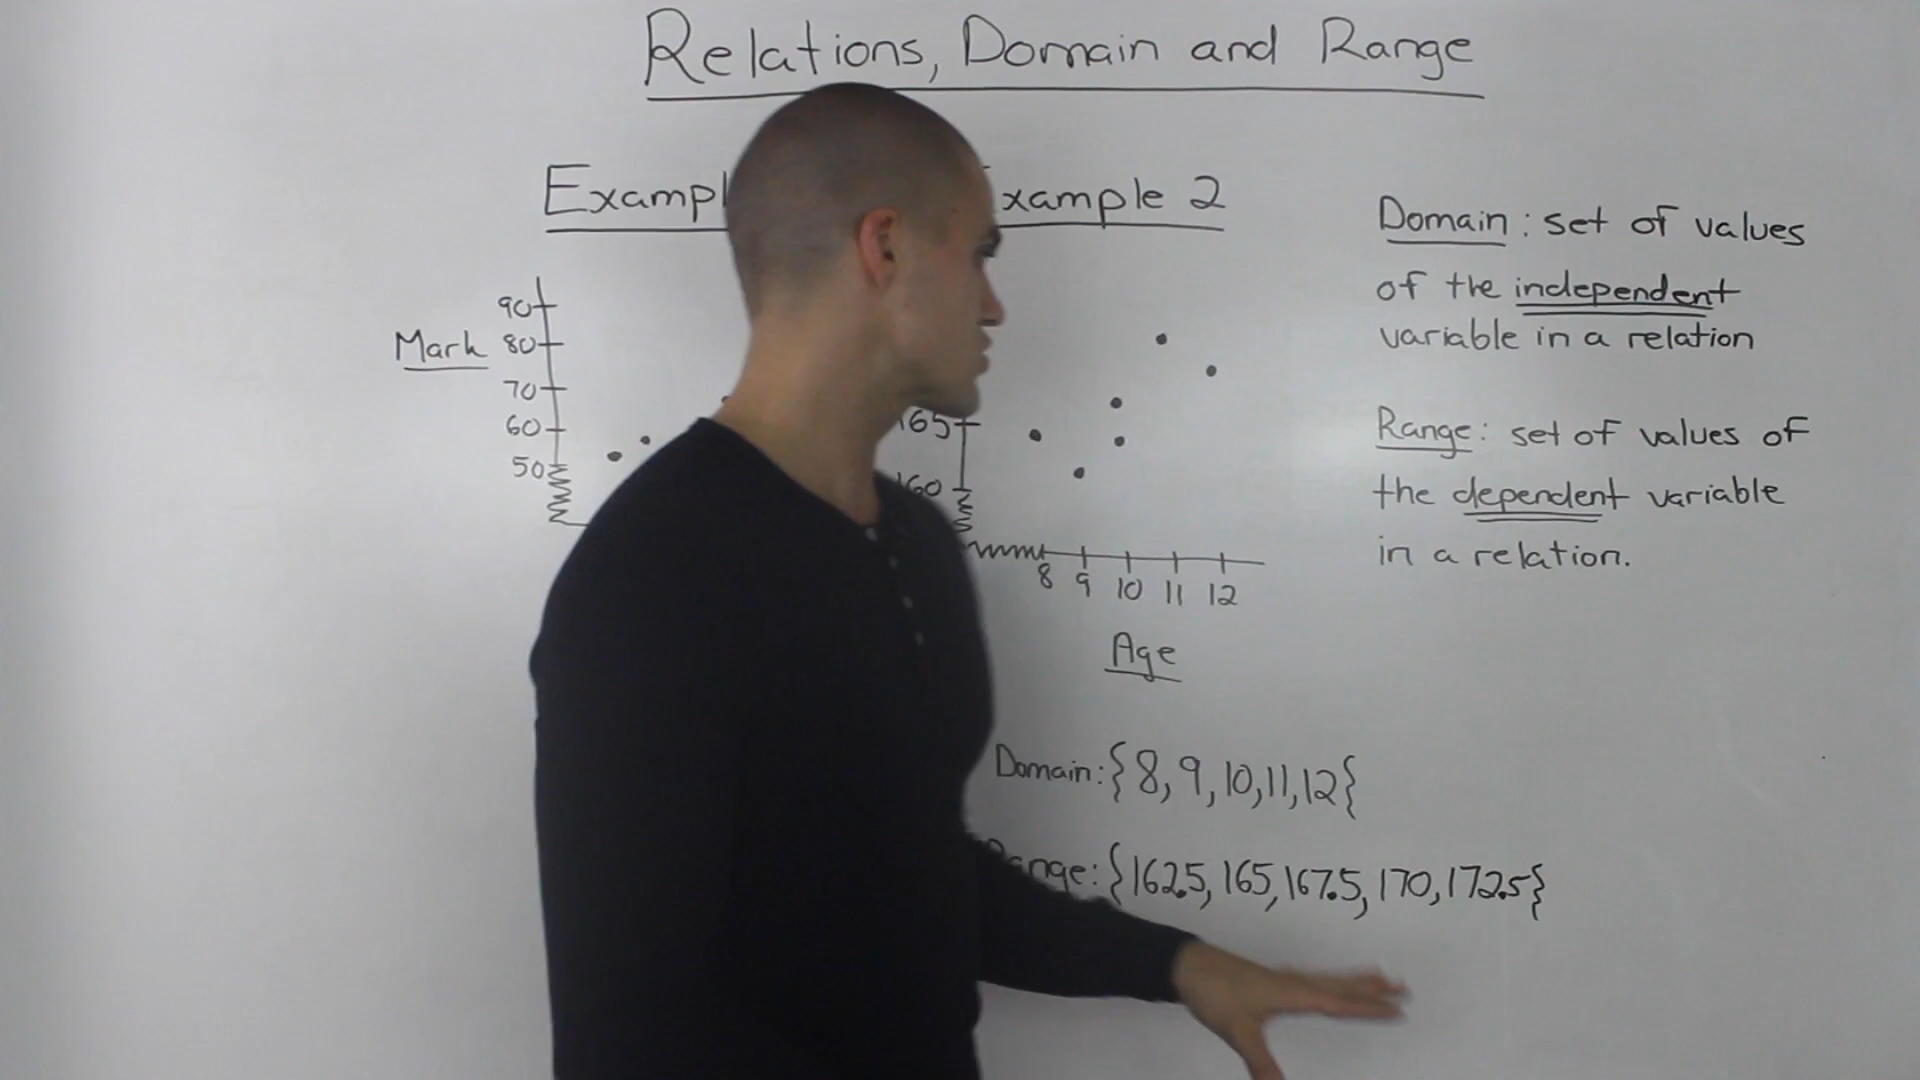 Relations, Domain and Range
Exampl
xample 2
90
Mark 80
70
60
50
165
160
8 9 10 11 12
Age
Domain : set of values
of the independent
variable in a relation
Range : set of values of
the dependent variable
in a relation.
Domain: {8, 9, 10, 11, 12{
Range: {162.5, 165, 167.5, 170, 172.5}